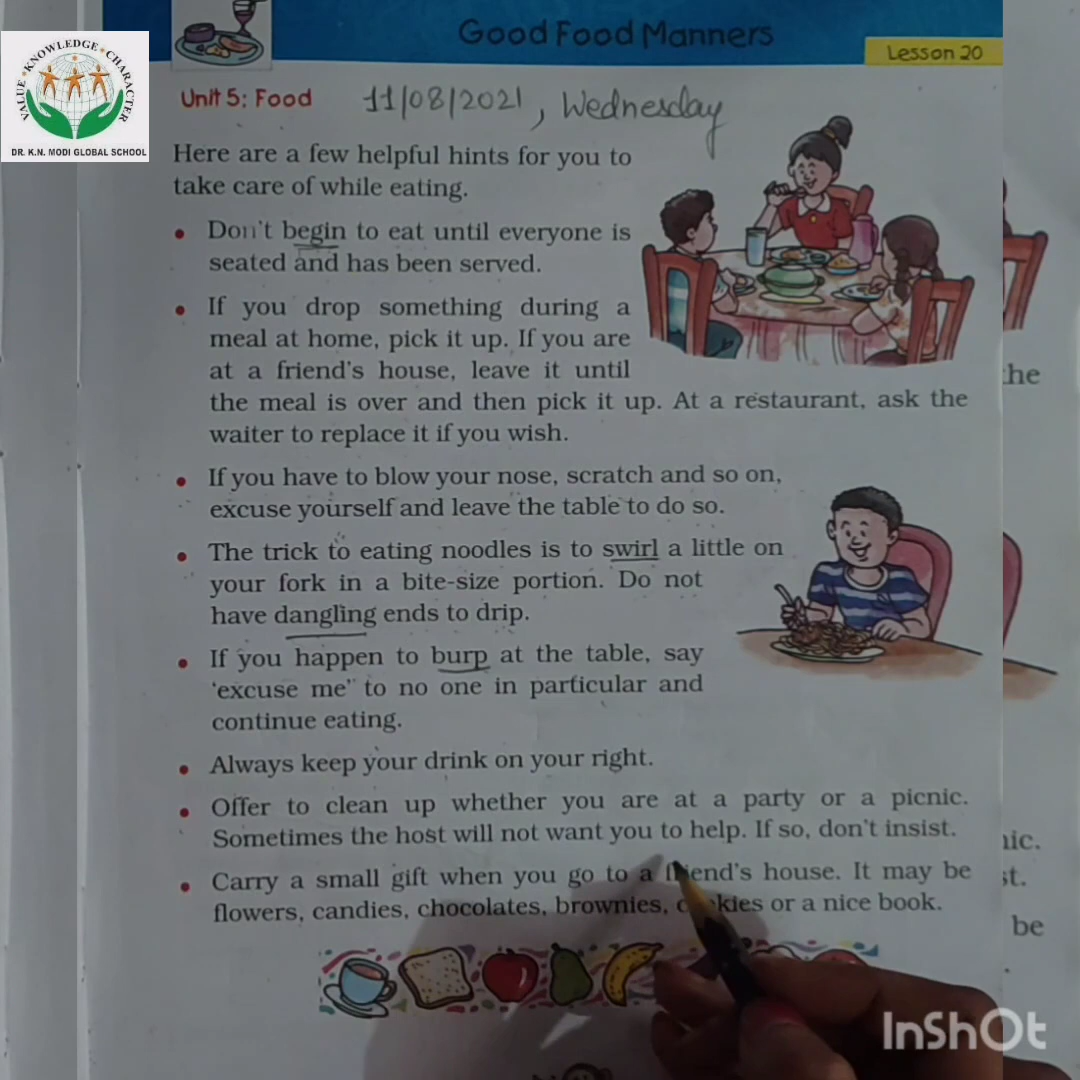 Good Food Manners
Lesson 20
VALUE • KNOWLEDGE • CHARACTER
DR. K.N. MODI GLOBAL SCHOOL
Unit 5: Food 11/08/2021, Wednesday
Here are a few helpful hints for you to
take care of while eating.
• Don't begin to eat until everyone is
seated and has been served.
• If you drop something during a
meal at home, pick it up. If you are
at a friend's house, leave it until
the meal is over and then pick it up. At a restaurant, ask the
waiter to replace it if you wish.
• If you have to blow your nose, scratch and so on,
excuse yourself and leave the table to do so.
• The trick to eating noodles is to swirl a little on
your fork in a bite-size portion. Do not
have dangling ends to drip.
• If you happen to burp at the table, say
'excuse me" to no one in particular and
continue eating.
• Always keep your drink on your right.
• Offer to clean up whether you are at a party or a picnic.
Sometimes the host will not want you to help. If so, don't insist.
• Carry a small gift when you go to a friend's house. It may be
flowers, candies, chocolates, brownies, cookies or a nice book.
he
nic.
st.
be
InShOt